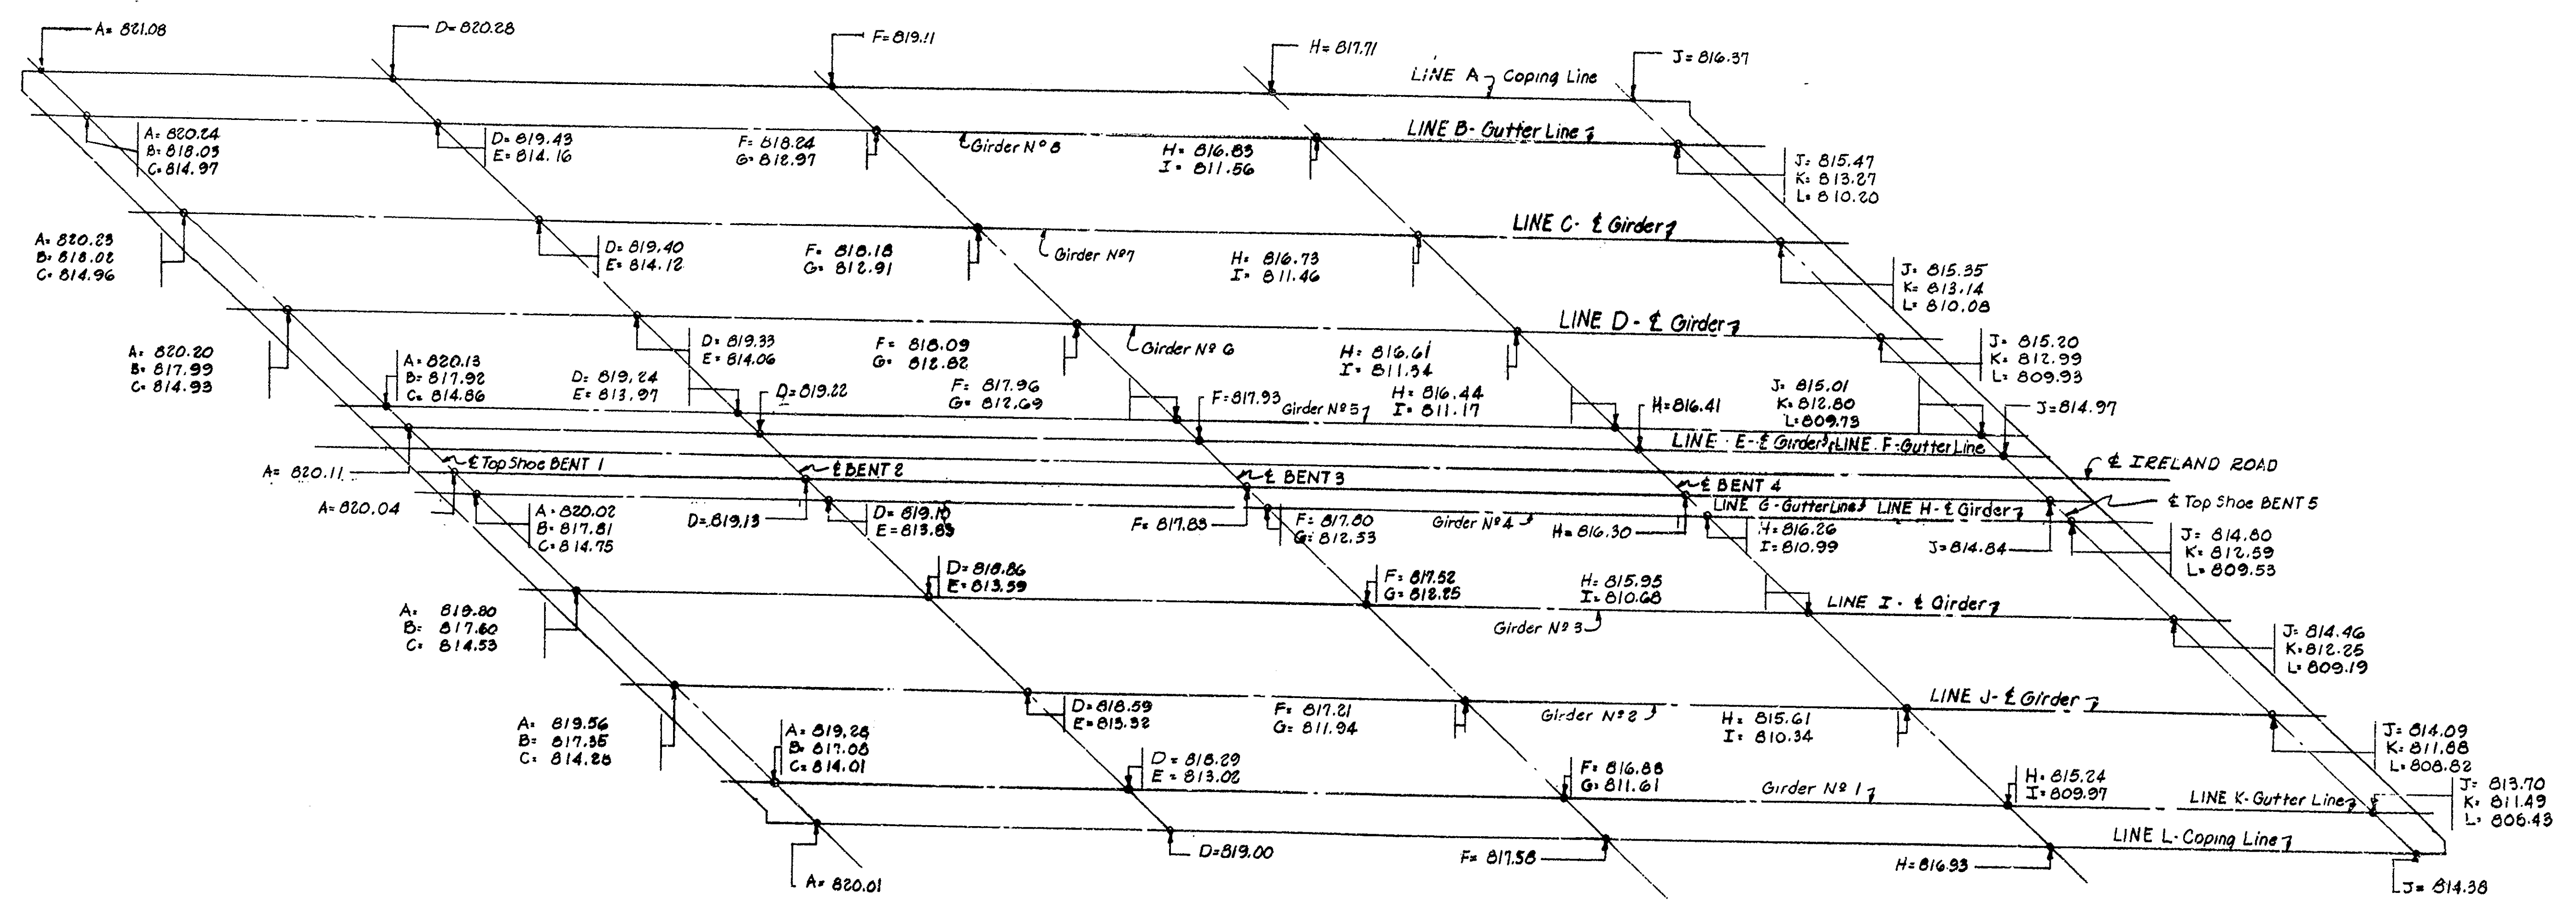 A= 821.08
D= 820.28
F= 819.11
H= 817.71
J= 816.37
LINE A Coping Line
A= 820.24
B= 818.03
C= 814.97
D= 819.43
E= 814.16
F= 818.24
G= 812.97
Girder Nº 8
H= 816.83
I= 811.56
LINE B- Gutter Line
J= 815.47
K= 813.27
L= 810.20
A= 820.23
B= 818.02
C= 814.96
D= 819.40
E= 814.12
F= 818.18
G= 812.91
Girder Nº7
H= 816.73
I= 811.46
LINE C- ℄ Girder
J= 815.35
K= 813.14
L= 810.08
A= 820.20
B= 817.99
C= 814.93
D= 819.33
E= 814.06
F= 818.09
G= 812.82
Girder Nº 6
H= 816.61
I= 811.34
LINE D- ℄ Girder
J= 815.20
K= 812.99
L= 809.93
A= 820.13
B= 817.92
C= 814.86
D= 819.24
E= 813.97
D= 819.22
F= 817.96
G= 812.69
F= 817.93
Girder Nº5
H= 816.44
I= 811.17
H= 816.41
J= 815.01
K= 812.80
L= 809.73
J= 814.97
LINE E-℄ Girder LINE F-Gutter Line
A= 820.11
℄ Top Shoe BENT 1
℄ BENT 2
℄ BENT 3
℄ BENT 4
℄ IRELAND ROAD
℄ Top Shoe BENT 5
A= 820.04
A= 820.02
B= 817.81
C= 814.75
D= 819.13
D= 819.10
E= 813.83
F= 817.83
F= 817.80
G= 812.53
Girder Nº4
LINE G-Gutter Line LINE H-℄ Girder
H= 816.30
H= 816.26
I= 810.99
J= 814.84
J= 814.80
K= 812.59
L= 809.53
A= 819.80
B= 817.60
C= 814.53
D= 818.86
E= 813.59
F= 817.52
G= 812.25
H= 815.95
I= 810.68
Girder Nº 3
LINE I- ℄ Girder
J= 814.46
K= 812.25
L= 809.19
A= 819.56
B= 817.35
C= 814.28
D= 818.59
E= 813.32
F= 817.21
G= 811.94
Girder Nº2
H= 815.61
I= 810.34
LINE J-℄ Girder
J= 814.09
K= 811.88
L= 808.82
A= 819.28
B= 817.08
C= 814.01
D= 818.29
E= 813.02
F= 816.88
G= 811.61
Girder Nº 1
H= 815.24
I= 809.97
LINE K-Gutter Line
J= 813.70
K= 811.49
L= 808.43
A= 820.01
D= 819.00
F= 817.58
H= 816.93
LINE L-Coping Line
J= 814.38